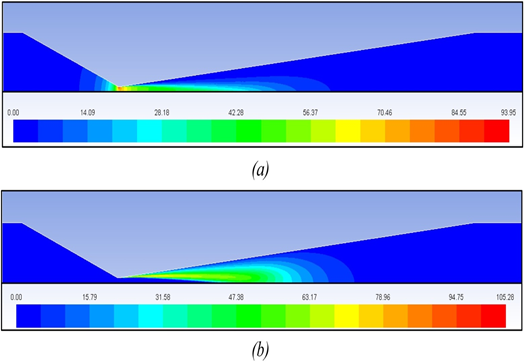 0.00 14.09 28.18 42.28 56.37 70.46 84.55 93.95
(a)
0.00 15.79 31.58 47.38 63.17 78.96 94.75 105.28
(b)